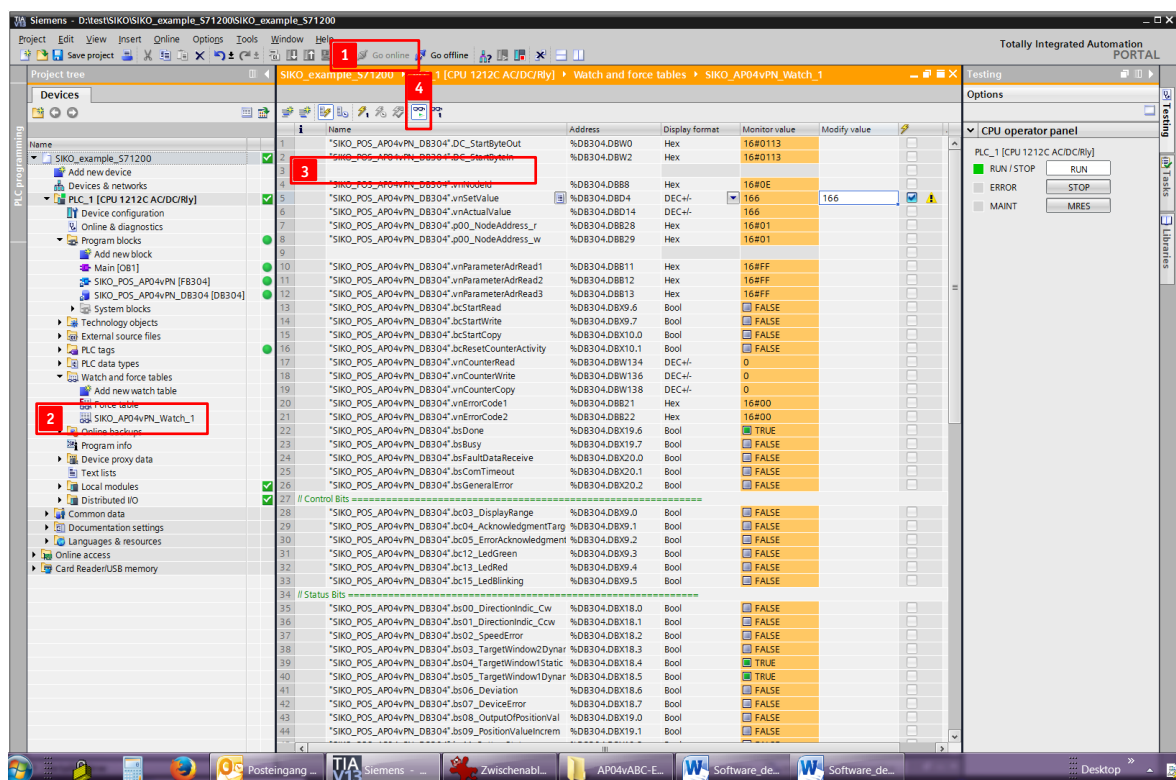 Siemens - D:\test\SIKO\SIKO_example_S71200\SIKO_example_S71200
Project Edit View Insert Online Options Tools Window Help
Totally Integrated Automation
PORTAL
Save project
1
Go online
Go offline
Project tree
SIKO_example_S71200
[CPU 1212C AC/DC/Rly]
Watch and force tables
SIKO_AP04vPN_Watch_1
Testing
4
Devices
Options
PLC programming
Name
SIKO_example_S71200
Add new device
Devices & networks
PLC_1 [CPU 1212C AC/DC/Rly]
Device configuration
Online & diagnostics
Program blocks
Add new block
Main [OB1]
SIKO_POS_AP04vPN [FB304]
SIKO_POS_AP04vPN_DB304 [DB304]
System blocks
Technology objects
External source files
PLC tags
PLC data types
Watch and force tables
Add new watch table
Force table
2
SIKO_AP04vPN_Watch_1
Online backups
Program info
Device proxy data
Text lists
Local modules
Distributed I/O
Common data
Documentation settings
Languages & resources
Online access
Card Reader/USB memory
i Name Address Display format Monitor value Modify value
1 "SIKO_POS_AP04vPN_DB304".DC_StartByteOut %DB304.DBW0 Hex 16#0113
2 "SIKO_POS_AP04vPN_DB304".DC_StartByteIn %DB304.DBW2 Hex 16#0113
3
3
4 "SIKO_POS_AP04vPN_DB304".vnNodeId %DB304.DBB8 Hex 16#0E
5 "SIKO_POS_AP04vPN_DB304".vnSetValue %DB304.DBD4 DEC+/- 166 166
6 "SIKO_POS_AP04vPN_DB304".vnActualValue %DB304.DBD14 DEC+/- 166
7 "SIKO_POS_AP04vPN_DB304".p00_NodeAddress_r %DB304.DBB28 Hex 16#01
8 "SIKO_POS_AP04vPN_DB304".p00_NodeAddress_w %DB304.DBB29 Hex 16#01
9
10 "SIKO_POS_AP04vPN_DB304".vnParameterAdrRead1 %DB304.DBB11 Hex 16#FF
11 "SIKO_POS_AP04vPN_DB304".vnParameterAdrRead2 %DB304.DBB12 Hex 16#FF
12 "SIKO_POS_AP04vPN_DB304".vnParameterAdrRead3 %DB304.DBB13 Hex 16#FF
13 "SIKO_POS_AP04vPN_DB304".bcStartRead %DB304.DBX9.6 Bool FALSE
14 "SIKO_POS_AP04vPN_DB304".bcStartWrite %DB304.DBX9.7 Bool FALSE
15 "SIKO_POS_AP04vPN_DB304".bcStartCopy %DB304.DBX10.0 Bool FALSE
16 "SIKO_POS_AP04vPN_DB304".bcResetCounterActivity %DB304.DBX10.1 Bool FALSE
17 "SIKO_POS_AP04vPN_DB304".vnCounterRead %DB304.DBW134 DEC+/- 0
18 "SIKO_POS_AP04vPN_DB304".vnCounterWrite %DB304.DBW136 DEC+/- 0
19 "SIKO_POS_AP04vPN_DB304".vnCounterCopy %DB304.DBW138 DEC+/- 0
20 "SIKO_POS_AP04vPN_DB304".vnErrorCode1 %DB304.DBB21 Hex 16#00
21 "SIKO_POS_AP04vPN_DB304".vnErrorCode2 %DB304.DBB22 Hex 16#00
22 "SIKO_POS_AP04vPN_DB304".bsDone %DB304.DBX19.6 Bool TRUE
23 "SIKO_POS_AP04vPN_DB304".bsBusy %DB304.DBX19.7 Bool FALSE
24 "SIKO_POS_AP04vPN_DB304".bsFaultDataReceive %DB304.DBX20.0 Bool FALSE
25 "SIKO_POS_AP04vPN_DB304".bsComTimeout %DB304.DBX20.1 Bool FALSE
26 "SIKO_POS_AP04vPN_DB304".bsGeneralError %DB304.DBX20.2 Bool FALSE
27 // Control Bits ==========================================================
28 "SIKO_POS_AP04vPN_DB304".bc03_DisplayRange %DB304.DBX9.0 Bool FALSE
29 "SIKO_POS_AP04vPN_DB304".bc04_AcknowledgmentTarg %DB304.DBX9.1 Bool FALSE
30 "SIKO_POS_AP04vPN_DB304".bc05_ErrorAcknowledgment %DB304.DBX9.2 Bool FALSE
31 "SIKO_POS_AP04vPN_DB304".bc12_LedGreen %DB304.DBX9.3 Bool FALSE
32 "SIKO_POS_AP04vPN_DB304".bc13_LedRed %DB304.DBX9.4 Bool FALSE
33 "SIKO_POS_AP04vPN_DB304".bc15_LedBlinking %DB304.DBX9.5 Bool FALSE
34 // Status Bits ==========================================================
35 "SIKO_POS_AP04vPN_DB304".bs00_DirectionIndic_Cw %DB304.DBX18.0 Bool FALSE
36 "SIKO_POS_AP04vPN_DB304".bs01_DirectionIndic_Ccw %DB304.DBX18.1 Bool FALSE
37 "SIKO_POS_AP04vPN_DB304".bs02_SpeedError %DB304.DBX18.2 Bool FALSE
38 "SIKO_POS_AP04vPN_DB304".bs03_TargetWindow2Dynar %DB304.DBX18.3 Bool FALSE
39 "SIKO_POS_AP04vPN_DB304".bs04_TargetWindow1Static %DB304.DBX18.4 Bool TRUE
40 "SIKO_POS_AP04vPN_DB304".bs05_TargetWindow1Dynar %DB304.DBX18.5 Bool TRUE
41 "SIKO_POS_AP04vPN_DB304".bs06_Deviation %DB304.DBX18.6 Bool FALSE
42 "SIKO_POS_AP04vPN_DB304".bs07_DeviceError %DB304.DBX18.7 Bool FALSE
43 "SIKO_POS_AP04vPN_DB304".bs08_OutputOfPositionVal %DB304.DBX19.0 Bool FALSE
44 "SIKO_POS_AP04vPN_DB304".bs09_PositionValueIncrem %DB304.DBX19.1 Bool FALSE
CPU operator panel
PLC_1 [CPU 1212C AC/DC/Rly]
RUN / STOP RUN
ERROR STOP
MAINT MRES
Testing
Tasks
Libraries
Posteingang ...
TIA V13
Siemens - ...
Zwischenabl...
AP04vABC-E...
Software_de...
Software_de...
Desktop